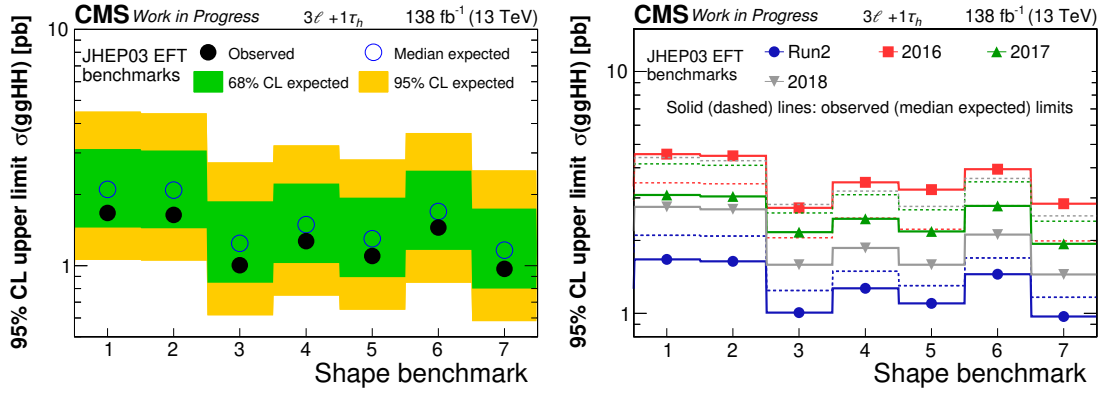 CMS Work in Progress 3ℓ +1τh 138 fb⁻¹ (13 TeV)
95% CL upper limit σ(ggHH) [pb]
10
1
JHEP03 EFT
benchmarks
Observed
Median expected
68% CL expected
95% CL expected
1 2 3 4 5 6 7
Shape benchmark
CMS Work in Progress 3ℓ +1τh 138 fb⁻¹ (13 TeV)
95% CL upper limit σ(ggHH) [pb]
10
1
JHEP03 EFT
benchmarks
Run2
2016
2017
2018
Solid (dashed) lines: observed (median expected) limits
1 2 3 4 5 6 7
Shape benchmark